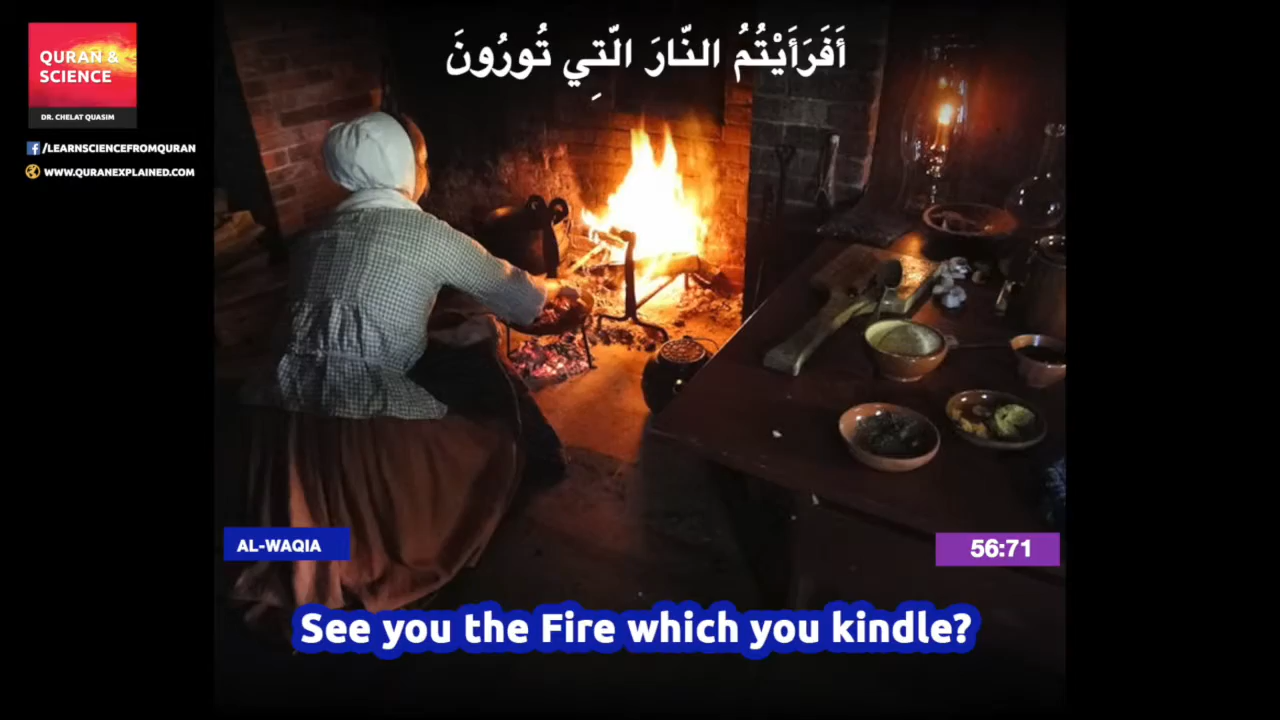 QURAN &
SCIENCE
DR. CHELAT QUASIM
/LEARNSCIENCEFROMQURAN
WWW.QURANEXPLAINED.COM
أَفَرَأَيْتُمُ النَّارَ الَّتِي تُورُونَ
AL-WAQIA
56:71
See you the Fire which you kindle?